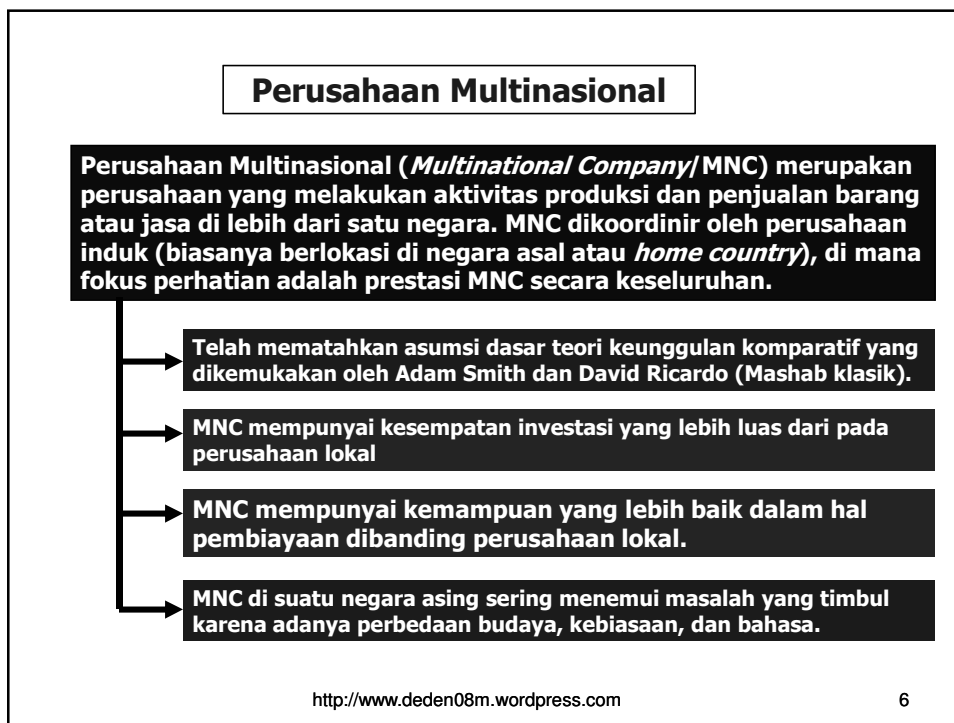 Perusahaan Multinasional
Perusahaan Multinasional (Multinational Company/MNC) merupakan
perusahaan yang melakukan aktivitas produksi dan penjualan barang
atau jasa di lebih dari satu negara. MNC dikoordinir oleh perusahaan
induk (biasanya berlokasi di negara asal atau home country), di mana
fokus perhatian adalah prestasi MNC secara keseluruhan.
Telah mematahkan asumsi dasar teori keunggulan komparatif yang
dikemukakan oleh Adam Smith dan David Ricardo (Mashab klasik).
MNC mempunyai kesempatan investasi yang lebih luas dari pada
perusahaan lokal
MNC mempunyai kemampuan yang lebih baik dalam hal
pembiayaan dibanding perusahaan lokal.
MNC di suatu negara asing sering menemui masalah yang timbul
karena adanya perbedaan budaya, kebiasaan, dan bahasa.
http://www.deden08m.wordpress.com
6